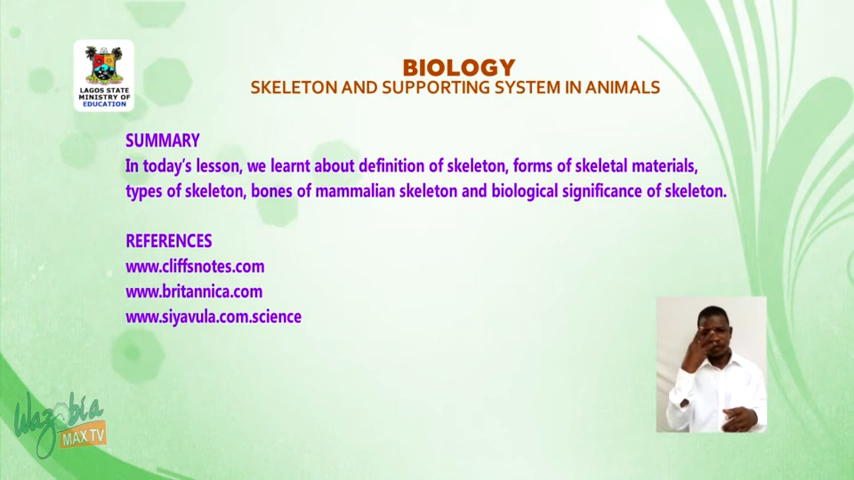 LAGOS STATE
MINISTRY OF
EDUCATION
BIOLOGY
SKELETON AND SUPPORTING SYSTEM IN ANIMALS
SUMMARY
In today's lesson, we learnt about definition of skeleton, forms of skeletal materials,
types of skeleton, bones of mammalian skeleton and biological significance of skeleton.
REFERENCES
www.cliffsnotes.com
www.britannica.com
www.siyavula.com.science
Wazobia
MAX TV